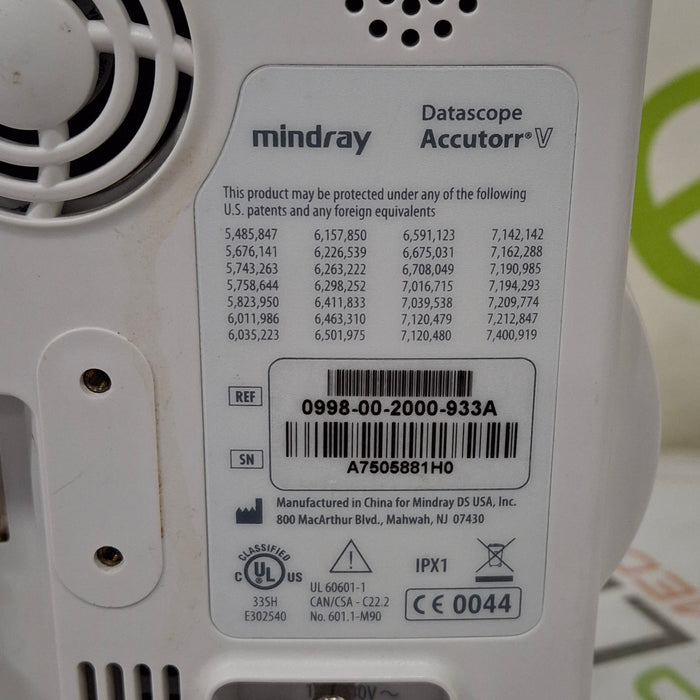 mindray
Datascope
Accutorr® V
This product may be protected under any of the following
U.S. patents and any foreign equivalents
5,485,847 6,157,850 6,591,123 7,142,142
5,676,141 6,226,539 6,675,031 7,162,288
5,743,263 6,263,222 6,708,049 7,190,985
5,758,644 6,298,252 7,016,715 7,194,293
5,823,950 6,411,833 7,039,538 7,209,774
6,011,986 6,463,310 7,120,479 7,212,847
6,035,223 6,501,975 7,120,480 7,400,919
REF
0998-00-2000-933A
SN
A7505881H0
Manufactured in China for Mindray DS USA, Inc.
800 MacArthur Blvd., Mahwah, NJ 07430
CLASSIFIED
C UL US
33SH
E302540
UL 60601-1
CAN/CSA - C22.2
No. 601.1-M90
IPX1
CE 0044